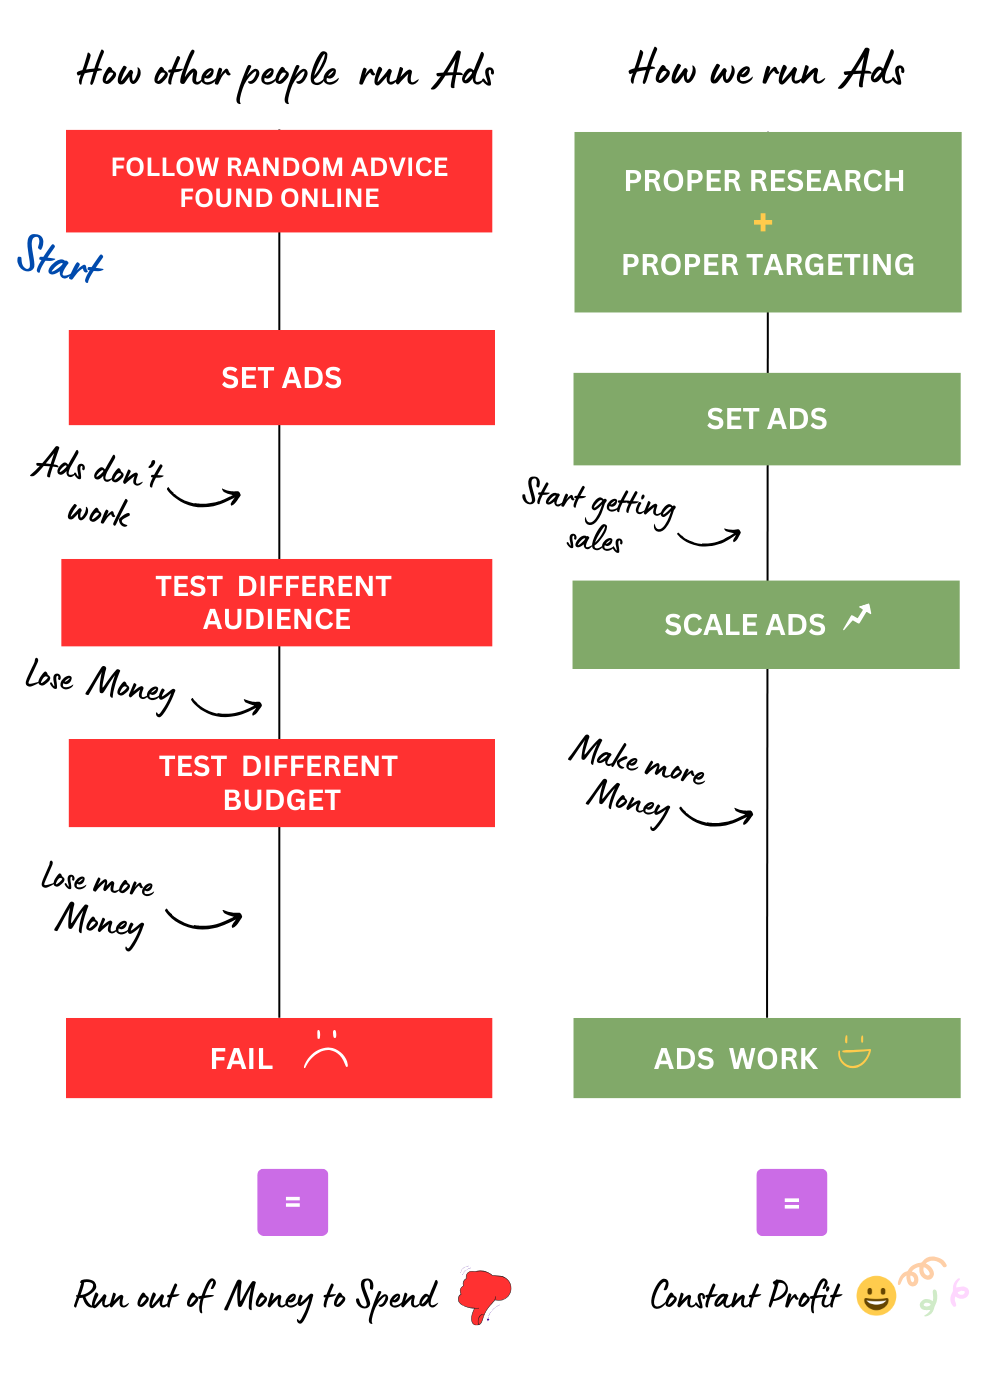 How other people run Ads
FOLLOW RANDOM ADVICE
FOUND ONLINE
Start
SET ADS
Ads don't
work
TEST DIFFERENT
AUDIENCE
Lose Money
TEST DIFFERENT
BUDGET
Lose more
Money
FAIL
=
Run out of Money to Spend
How we run Ads
PROPER RESEARCH
+
PROPER TARGETING
SET ADS
Start getting
sales
SCALE ADS
Make more
Money
ADS WORK
=
Constant Profit